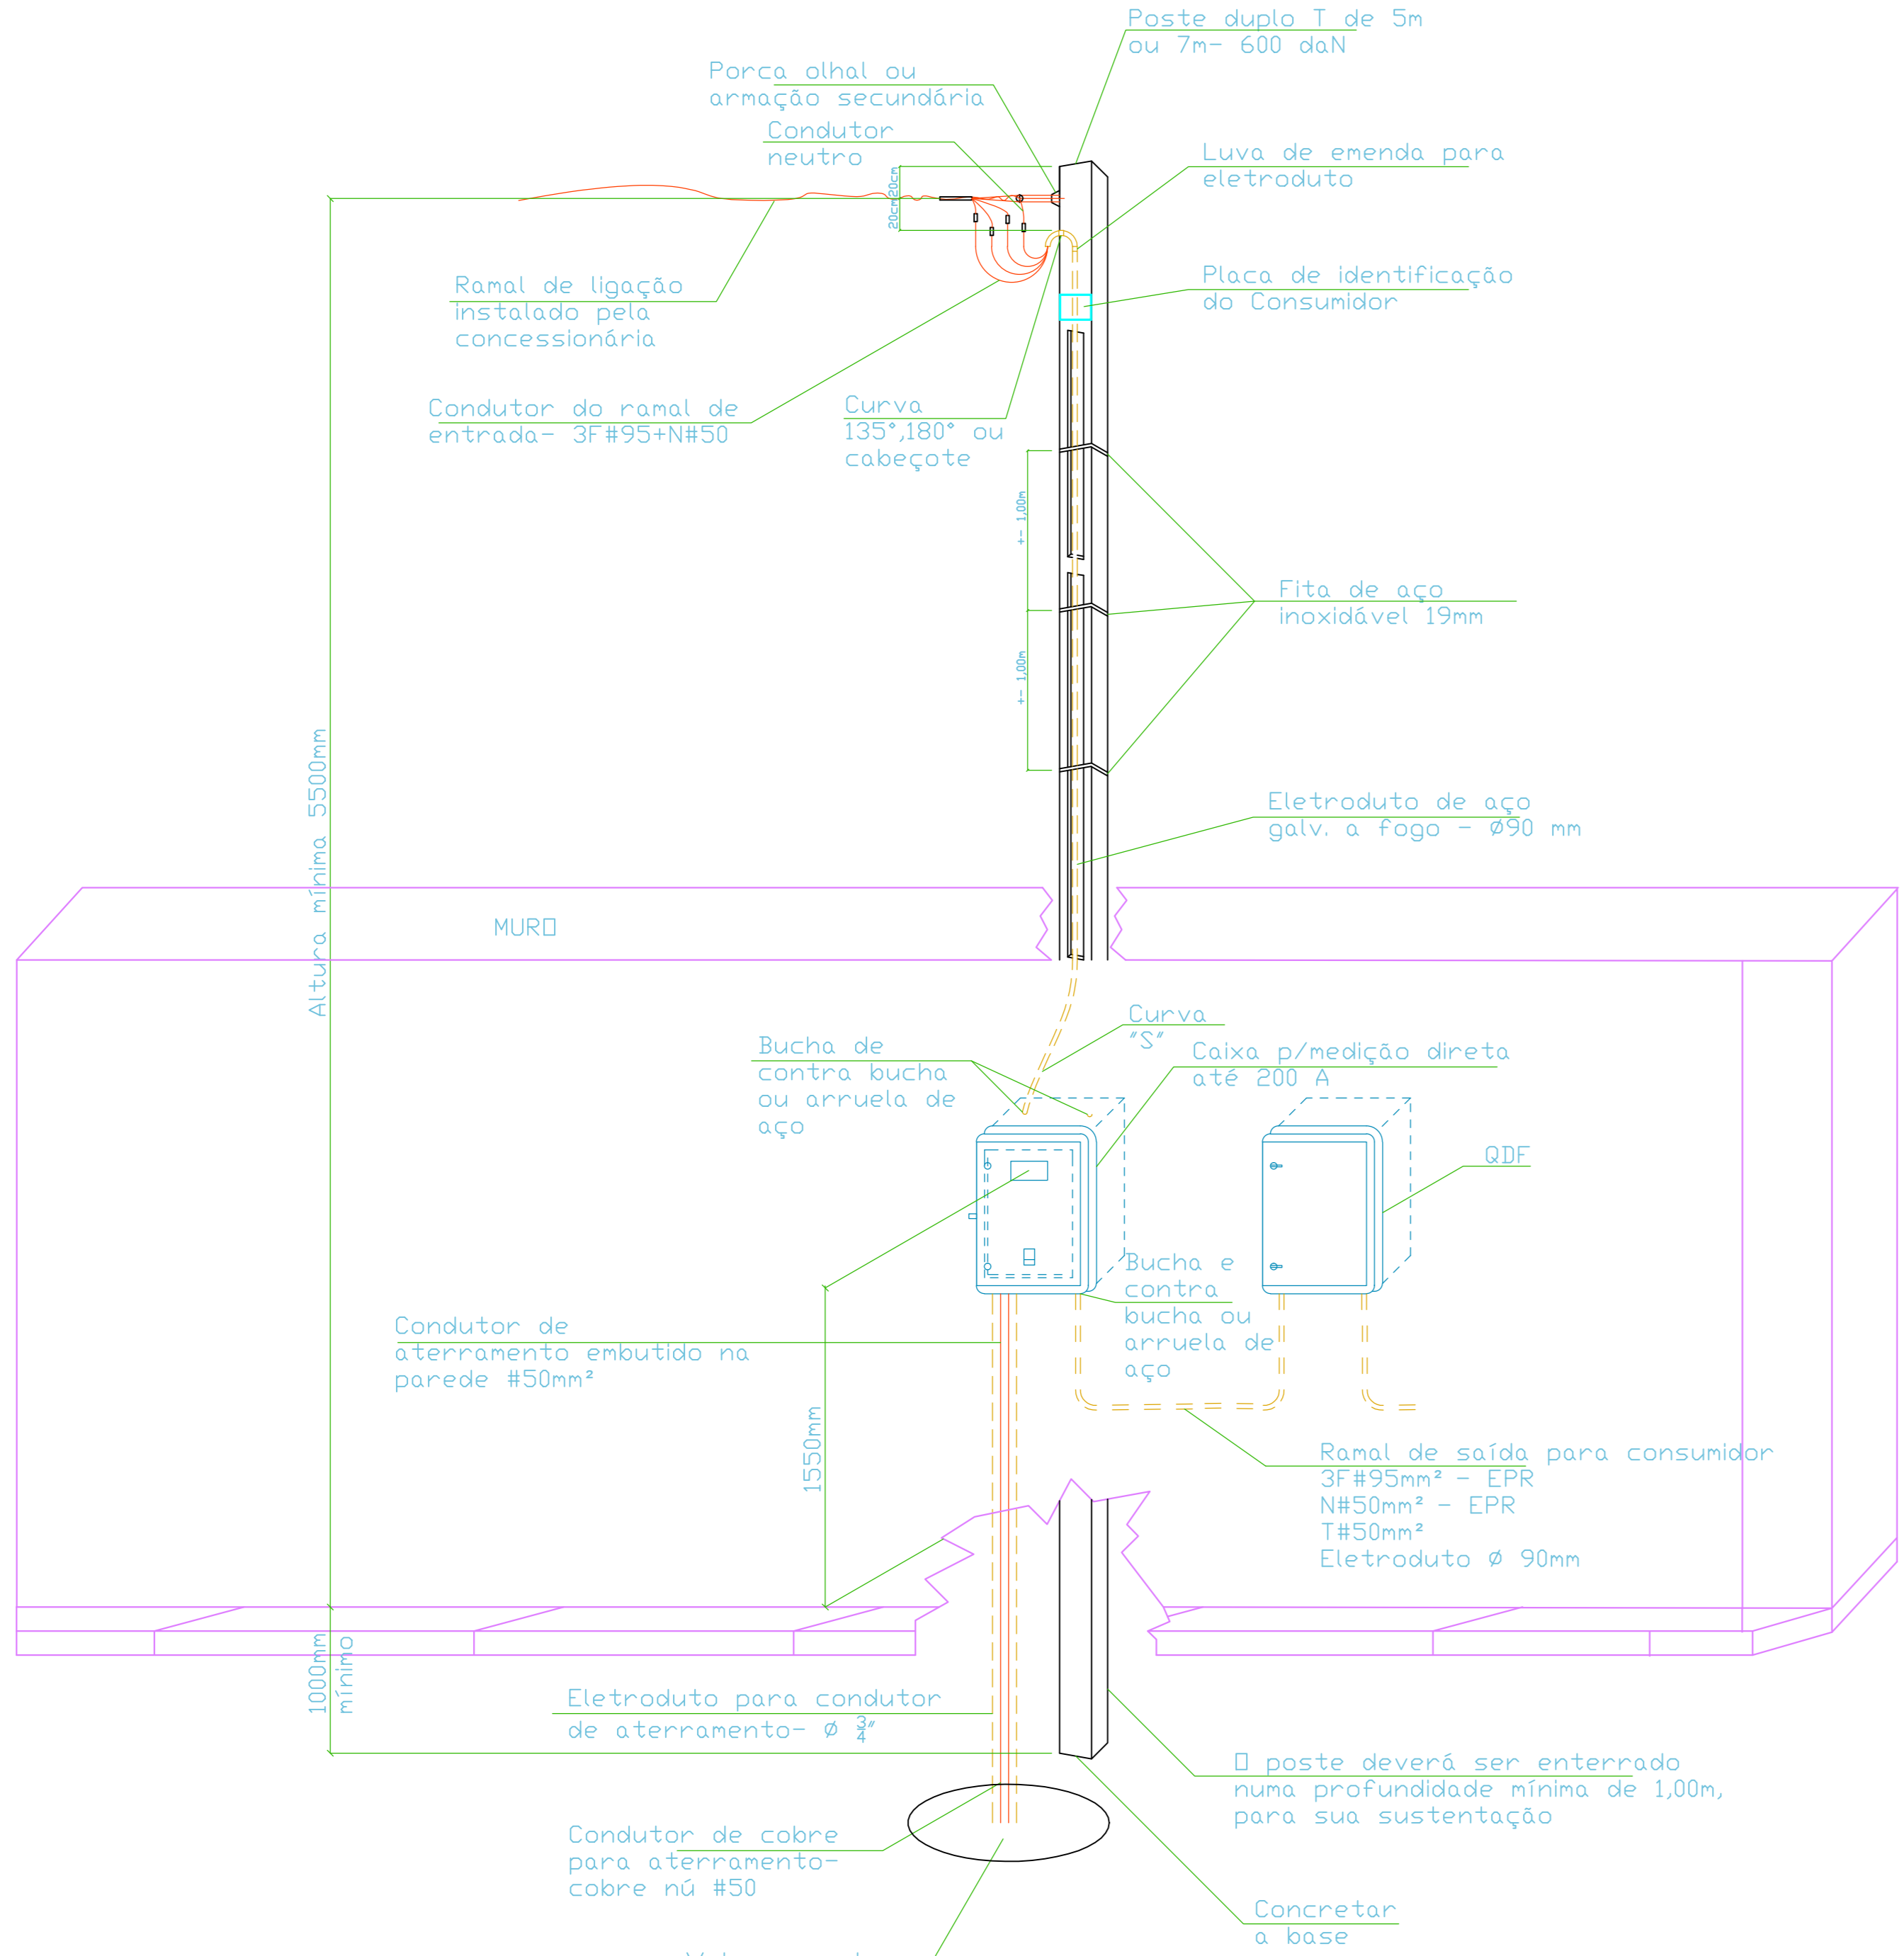 Poste duplo T de 5m
ou 7m- 600 daN
Porca olhal ou
armação secundária
Condutor
neutro
Luva de emenda para
eletroduto
20cm
20cm
Ramal de ligação
instalado pela
concessionária
Placa de identificação
do Consumidor
Condutor do ramal de
entrada- 3F#95+N#50
Curva
135°,180° ou
cabeçote
+- 1,00m
Fita de aço
inoxidável 19mm
+- 1,00m
Altura mínima 5500mm
Eletroduto de aço
galv. a fogo - Ø90 mm
MURO
Curva
"S"
Bucha de
contra bucha
ou arruela de
aço
Caixa p/medição direta
até 200 A
QDF
Bucha e
contra
bucha ou
arruela de
aço
Condutor de
aterramento embutido na
parede #50mm²
1550mm
Ramal de saída para consumidor
3F#95mm² - EPR
N#50mm² - EPR
T#50mm²
Eletroduto Ø 90mm
1000mm
mínimo
Eletroduto para condutor
de aterramento- Ø 3/4"
O poste deverá ser enterrado
numa profundidade mínima de 1,00m,
para sua sustentação
Condutor de cobre
para aterramento-
cobre nú #50
Concretar
a base